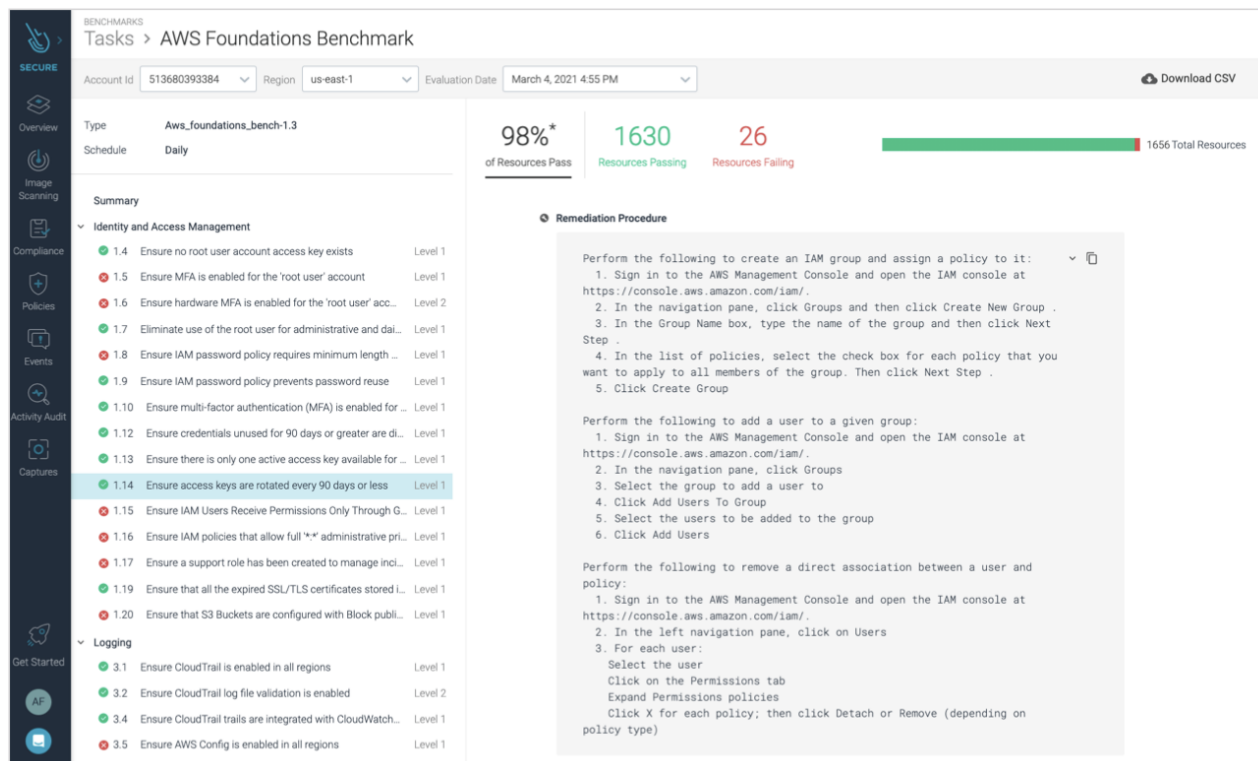 BENCHMARKS
Tasks > AWS Foundations Benchmark
SECURE
Overview
Image
Scanning
Compliance
Policies
Events
Activity Audit
Captures
Get Started
AF
Account Id 513680393384 Region us-east-1 Evaluation Date March 4, 2021 4:55 PM Download CSV
Type Aws_foundations_bench-1.3
Schedule Daily
Summary
Identity and Access Management
1.4 Ensure no root user account access key exists Level 1
1.5 Ensure MFA is enabled for the 'root user' account Level 1
1.6 Ensure hardware MFA is enabled for the 'root user' acc... Level 2
1.7 Eliminate use of the root user for administrative and dai... Level 1
1.8 Ensure IAM password policy requires minimum length ... Level 1
1.9 Ensure IAM password policy prevents password reuse Level 1
1.10 Ensure multi-factor authentication (MFA) is enabled for ... Level 1
1.12 Ensure credentials unused for 90 days or greater are di... Level 1
1.13 Ensure there is only one active access key available for ... Level 1
1.14 Ensure access keys are rotated every 90 days or less Level 1
1.15 Ensure IAM Users Receive Permissions Only Through G... Level 1
1.16 Ensure IAM policies that allow full '*:*' administrative pri... Level 1
1.17 Ensure a support role has been created to manage inci... Level 1
1.19 Ensure that all the expired SSL/TLS certificates stored i... Level 1
1.20 Ensure that S3 Buckets are configured with Block publi... Level 1
Logging
3.1 Ensure CloudTrail is enabled in all regions Level 1
3.2 Ensure CloudTrail log file validation is enabled Level 2
3.4 Ensure CloudTrail trails are integrated with CloudWatch... Level 1
3.5 Ensure AWS Config is enabled in all regions Level 1
98%* 1630 26
of Resources Pass Resources Passing Resources Failing
1656 Total Resources
Remediation Procedure
Perform the following to create an IAM group and assign a policy to it:
1. Sign in to the AWS Management Console and open the IAM console at
https://console.aws.amazon.com/iam/.
2. In the navigation pane, click Groups and then click Create New Group .
3. In the Group Name box, type the name of the group and then click Next
Step .
4. In the list of policies, select the check box for each policy that you
want to apply to all members of the group. Then click Next Step .
5. Click Create Group
Perform the following to add a user to a given group:
1. Sign in to the AWS Management Console and open the IAM console at
https://console.aws.amazon.com/iam/.
2. In the navigation pane, click Groups
3. Select the group to add a user to
4. Click Add Users To Group
5. Select the users to be added to the group
6. Click Add Users
Perform the following to remove a direct association between a user and
policy:
1. Sign in to the AWS Management Console and open the IAM console at
https://console.aws.amazon.com/iam/.
2. In the left navigation pane, click on Users
3. For each user:
Select the user
Click on the Permissions tab
Expand Permissions policies
Click X for each policy; then click Detach or Remove (depending on
policy type)